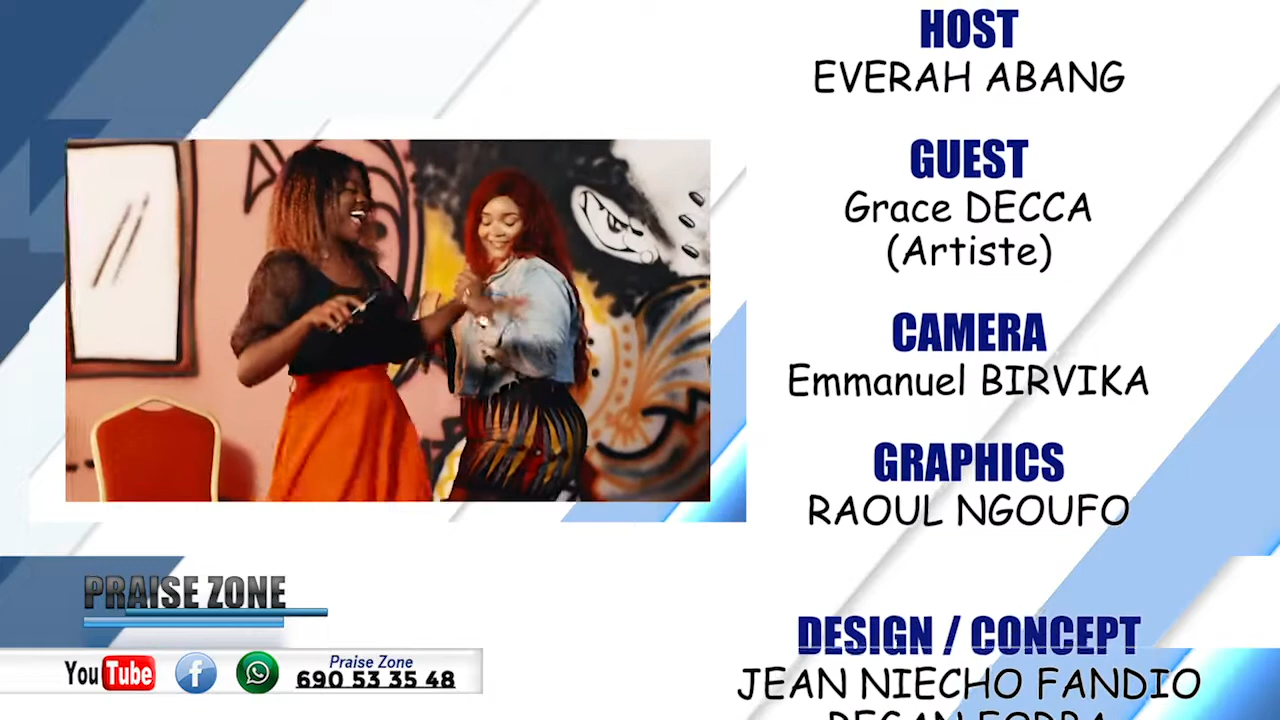 HOST
EVERAH ABANG
GUEST
Grace DECCA
(Artiste)
CAMERA
Emmanuel BIRVIKA
GRAPHICS
RAOUL NGOUFO
DESIGN / CONCEPT
JEAN NIECHO FANDIO
PRAISE ZONE
YouTube
Praise Zone
690 53 35 48